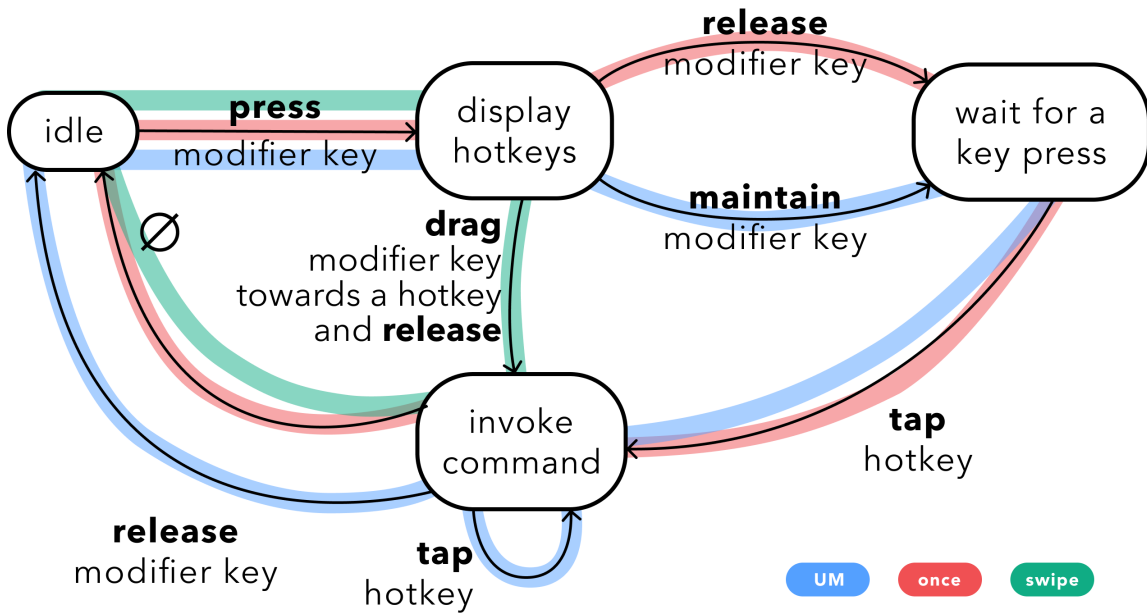 release
modifier key
press
modifier key
idle
display
hotkeys
wait for a
key press
maintain
modifier key
∅
drag
modifier key
towards a hotkey
and release
invoke
command
tap
hotkey
release
modifier key
tap
hotkey
UM
once
swipe